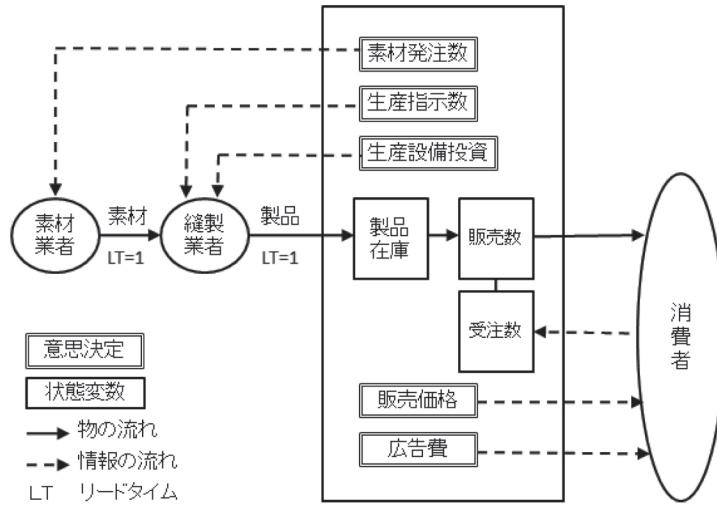 素材発注数
生産指示数
生産設備投資
素材
業者
素材
LT=1
縫製
業者
製品
LT=1
製品
在庫
販売数
受注数
消費者
販売価格
広告費
意思決定
状態変数
物の流れ
情報の流れ
LT リードタイム